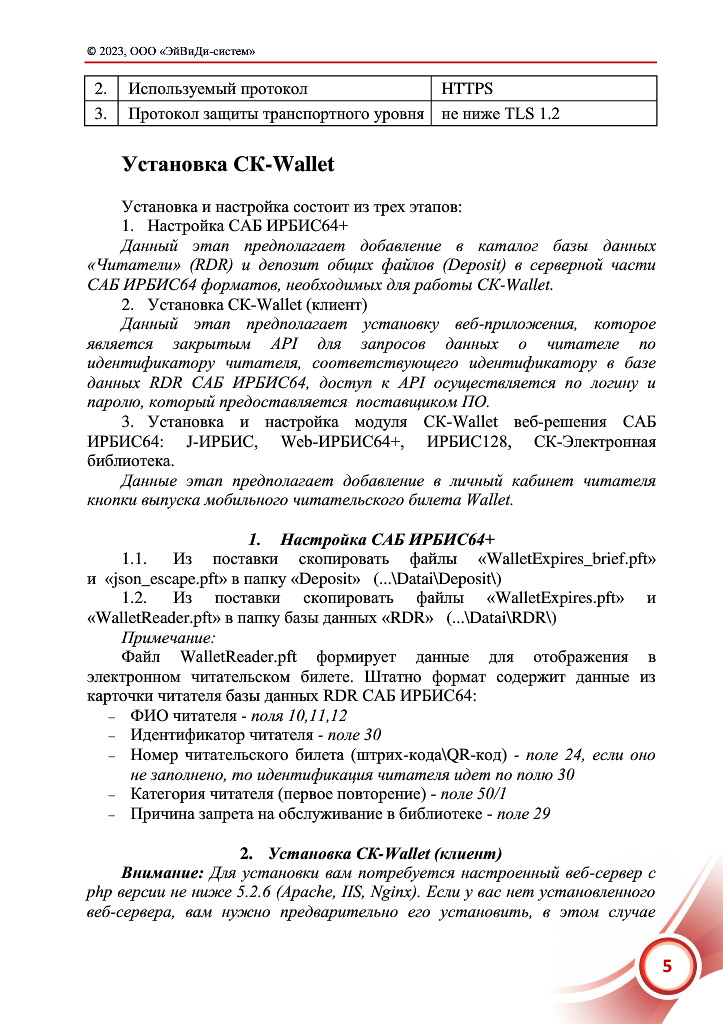 © 2023, ООО «ЭйВиДи-систем»
2. Используемый протокол HTTPS
3. Протокол защиты транспортного уровня не ниже TLS 1.2
Установка СК-Wallet
Установка и настройка состоит из трех этапов:
1. Настройка САБ ИРБИС64+
Данный этап предполагает добавление в каталог базы данных
«Читатели» (RDR) и депозит общих файлов (Deposit) в серверной части
САБ ИРБИС64 форматов, необходимых для работы СК-Wallet.
2. Установка СК-Wallet (клиент)
Данный этап предполагает установку веб-приложения, которое
является закрытым API для запросов данных о читателе по
идентификатору читателя, соответствующего идентификатору в базе
данных RDR САБ ИРБИС64, доступ к API осуществляется по логину и
паролю, который предоставляется поставщиком ПО.
3. Установка и настройка модуля СК-Wallet веб-решения САБ
ИРБИС64: J-ИРБИС, Web-ИРБИС64+, ИРБИС128, СК-Электронная
библиотека.
Данные этап предполагает добавление в личный кабинет читателя
кнопки выпуска мобильного читательского билета Wallet.
1. Настройка САБ ИРБИС64+
1.1. Из поставки скопировать файлы «WalletExpires_brief.pft»
и «json_escape.pft» в папку «Deposit» (...\Datai\Deposit\)
1.2. Из поставки скопировать файлы «WalletExpires.pft» и
«WalletReader.pft» в папку базы данных «RDR» (...\Datai\RDR\)
Примечание:
Файл WalletReader.pft формирует данные для отображения в
электронном читательском билете. Штатно формат содержит данные из
карточки читателя базы данных RDR САБ ИРБИС64:
– ФИО читателя - поля 10,11,12
– Идентификатор читателя - поле 30
– Номер читательского билета (штрих-кода\QR-код) - поле 24, если оно
не заполнено, то идентификация читателя идет по полю 30
– Категория читателя (первое повторение) - поле 50/1
– Причина запрета на обслуживание в библиотеке - поле 29
2. Установка СК-Wallet (клиент)
Внимание: Для установки вам потребуется настроенный веб-сервер с
php версии не ниже 5.2.6 (Apache, IIS, Nginx). Если у вас нет установленного
веб-сервера, вам нужно предварительно его установить, в этом случае
5